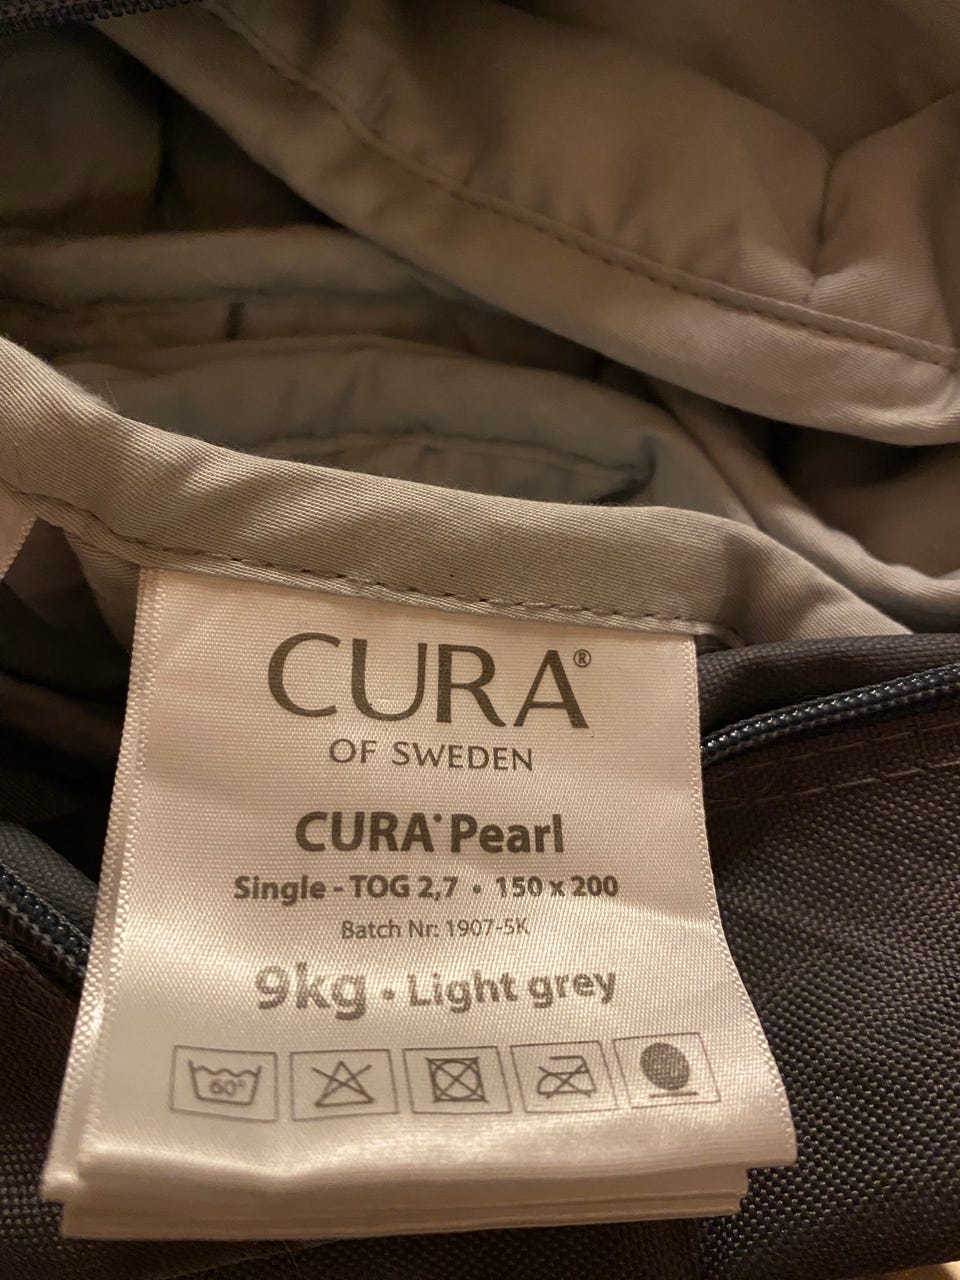 CURA®
OF SWEDEN
CURA® Pearl
Single - TOG 2,7 • 150 x 200
Batch Nr: 1907-5K
9kg • Light grey
60°